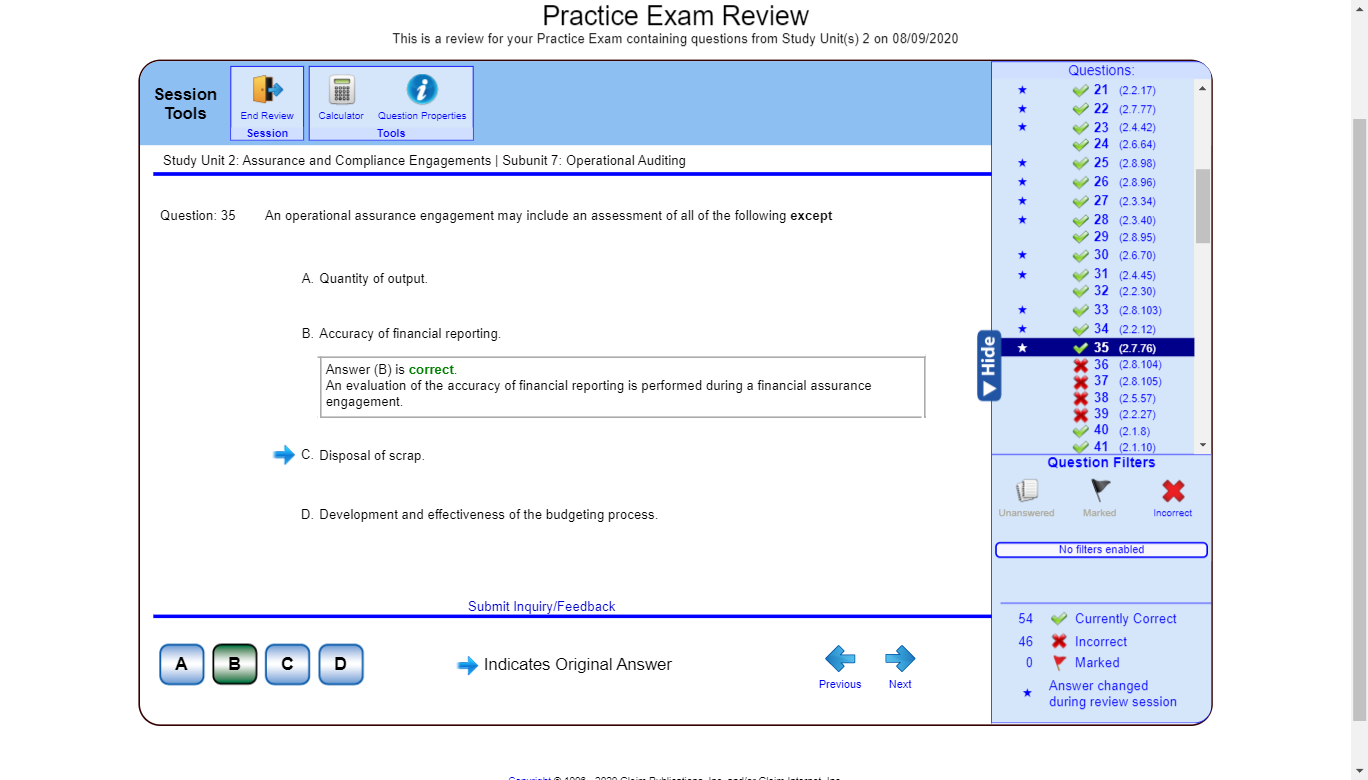 Practice Exam Review
This is a review for your Practice Exam containing questions from Study Unit(s) 2 on 08/09/2020
Session
Tools
End Review
Session
Calculator
Question Properties
Tools
Study Unit 2: Assurance and Compliance Engagements | Subunit 7: Operational Auditing
Question: 35
An operational assurance engagement may include an assessment of all of the following except
A. Quantity of output.
B. Accuracy of financial reporting.
Answer (B) is correct.
An evaluation of the accuracy of financial reporting is performed during a financial assurance
engagement.
C. Disposal of scrap.
D. Development and effectiveness of the budgeting process.
Submit Inquiry/Feedback
A
B
C
D
Indicates Original Answer
Previous
Next
Hide
Questions:
21 (2.2.17)
22 (2.7.77)
23 (2.4.42)
24 (2.6.64)
25 (2.8.98)
26 (2.8.96)
27 (2.3.34)
28 (2.3.40)
29 (2.8.95)
30 (2.6.70)
31 (2.4.45)
32 (2.2.30)
33 (2.8.103)
34 (2.2.12)
35 (2.7.76)
36 (2.8.104)
37 (2.8.105)
38 (2.5.57)
39 (2.2.27)
40 (2.1.8)
41 (2.1.10)
Question Filters
Unanswered
Marked
Incorrect
No filters enabled
54 Currently Correct
46 Incorrect
0 Marked
Answer changed
during review session